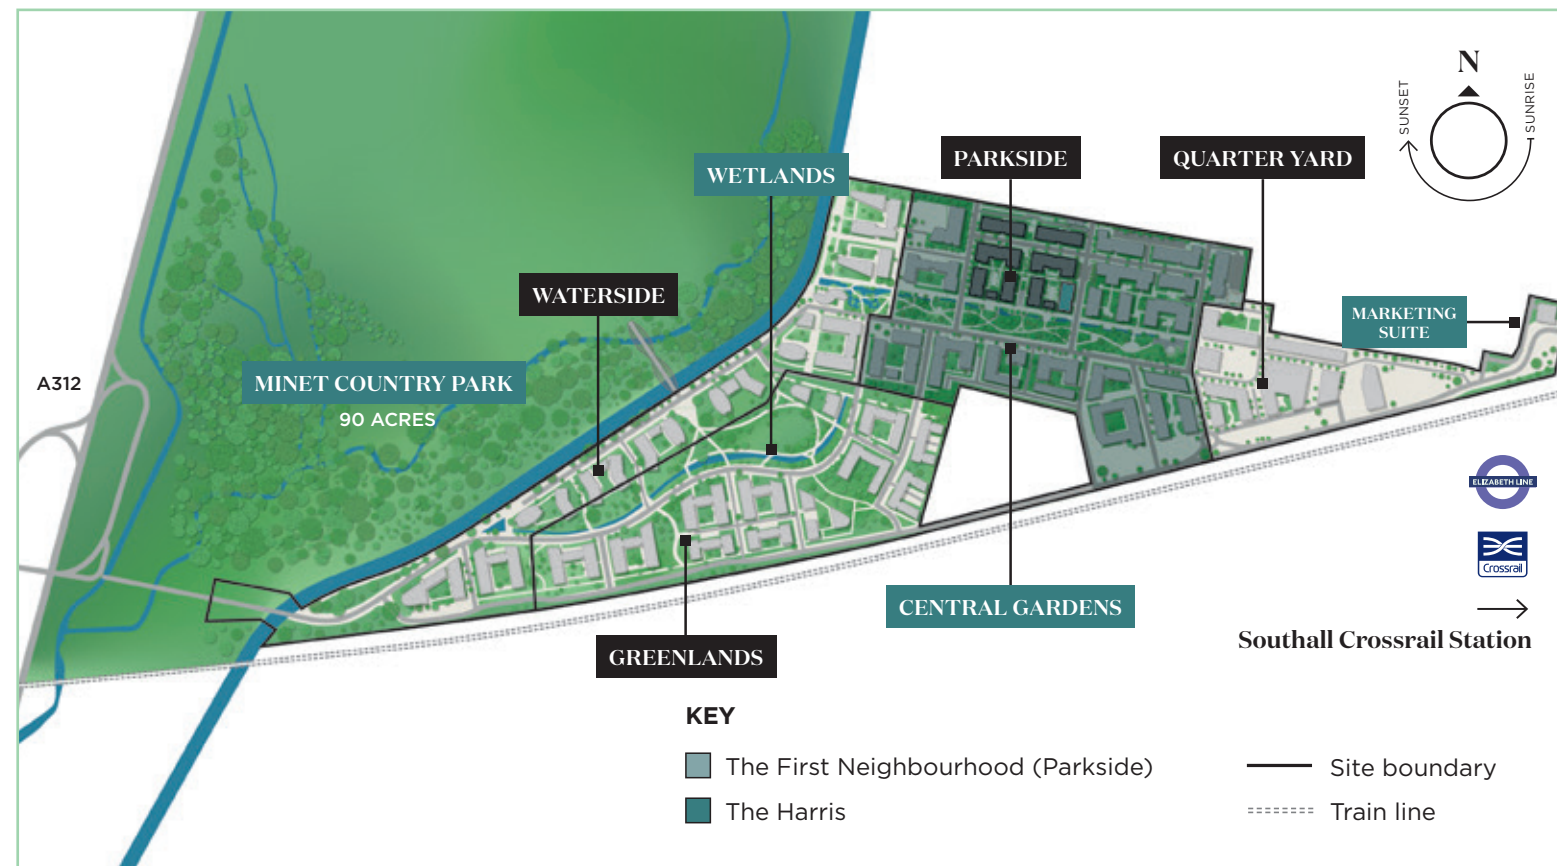 N
SUNSET
SUNRISE
PARKSIDE
QUARTER YARD
WETLANDS
WATERSIDE
MARKETING
SUITE
A312
MINET COUNTRY PARK
90 ACRES
ELIZABETH LINE
Crossrail
CENTRAL GARDENS
Southall Crossrail Station
GREENLANDS
KEY
The First Neighbourhood (Parkside)
The Harris
Site boundary
Train line